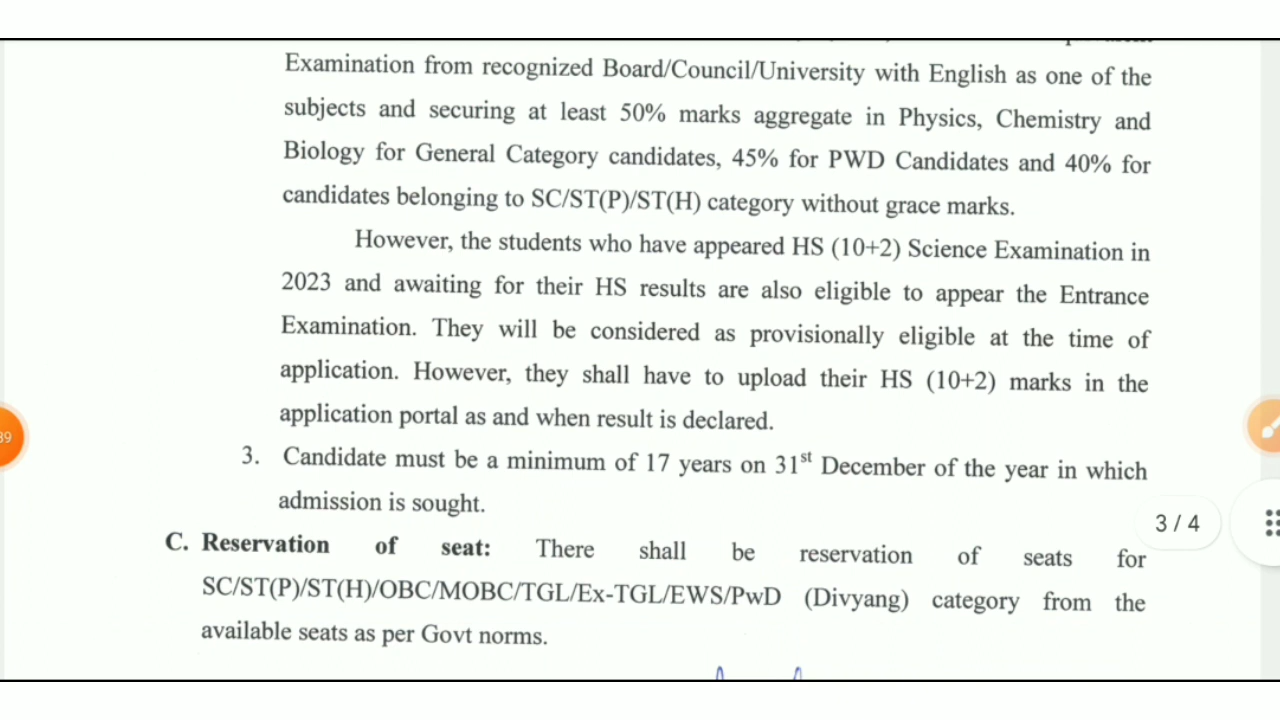 Examination from recognized Board/Council/University with English as one of the
subjects and securing at least 50% marks aggregate in Physics, Chemistry and
Biology for General Category candidates, 45% for PWD Candidates and 40% for
candidates belonging to SC/ST(P)/ST(H) category without grace marks.
However, the students who have appeared HS (10+2) Science Examination in
2023 and awaiting for their HS results are also eligible to appear the Entrance
Examination. They will be considered as provisionally eligible at the time of
application. However, they shall have to upload their HS (10+2) marks in the
application portal as and when result is declared.
3. Candidate must be a minimum of 17 years on 31st December of the year in which
admission is sought.
3 / 4
C. Reservation of seat: There shall be reservation of seats for
SC/ST(P)/ST(H)/OBC/MOBC/TGL/Ex-TGL/EWS/PwD (Divyang) category from the
available seats as per Govt norms.